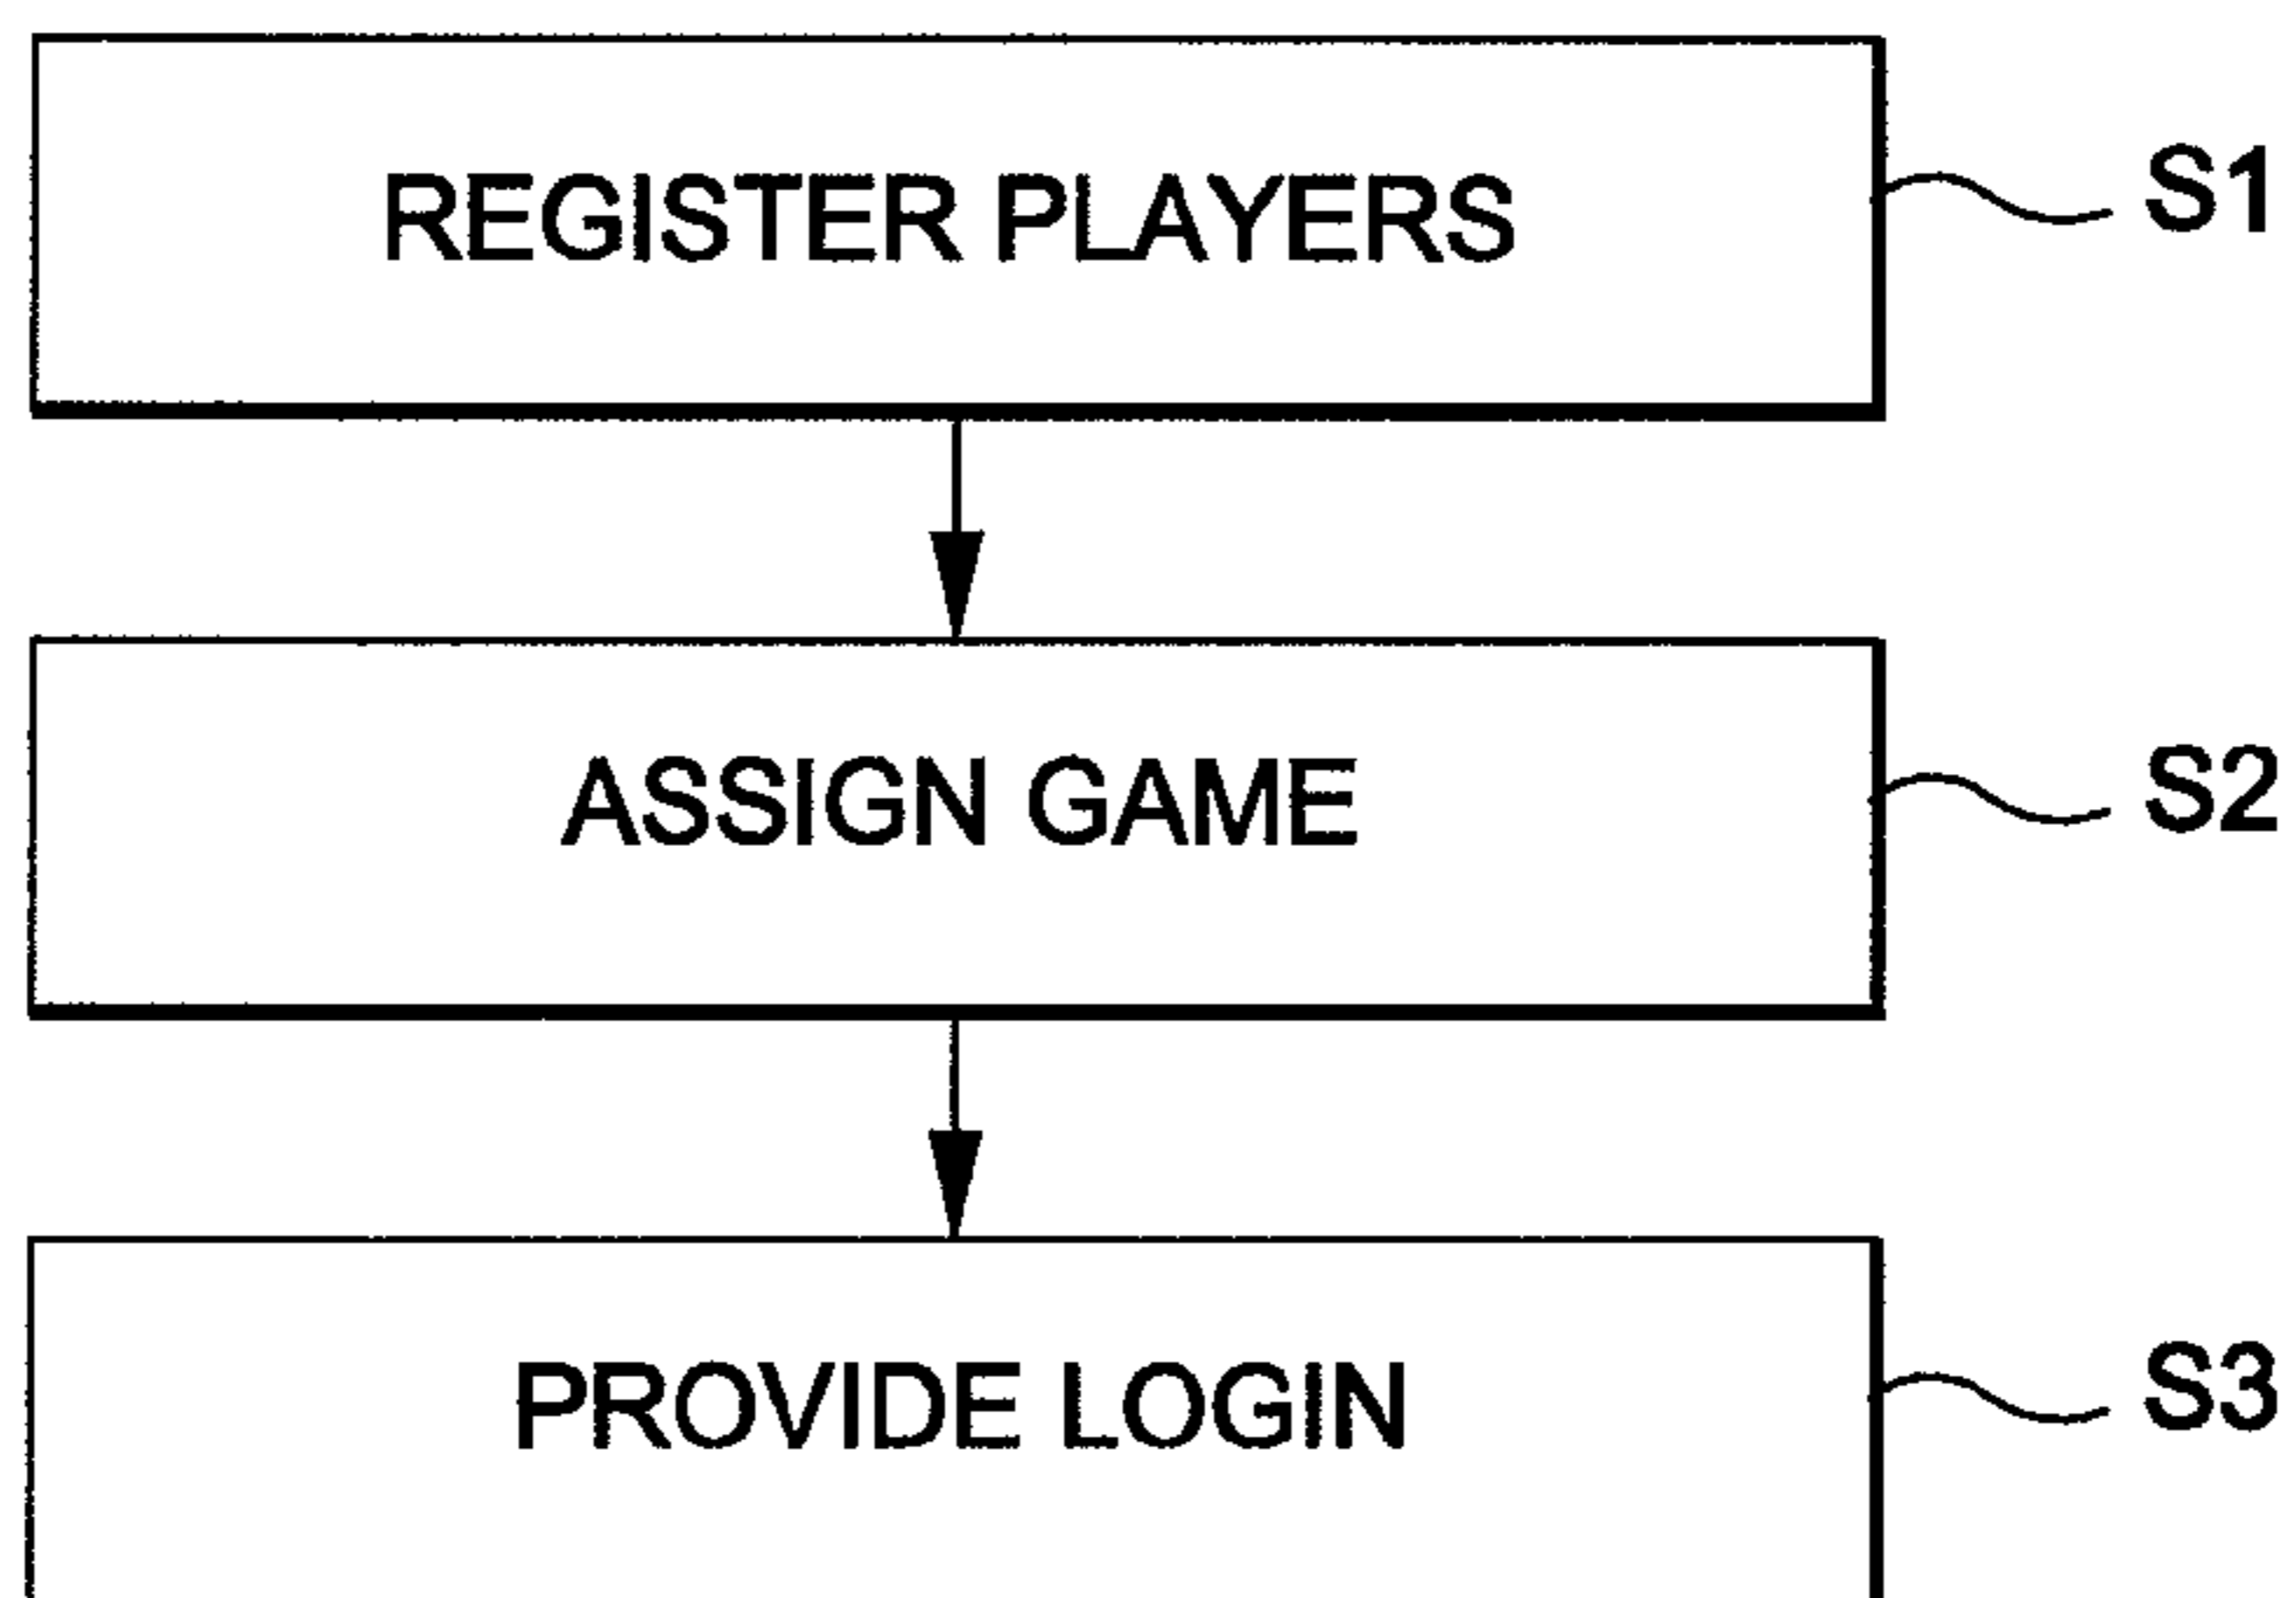 REGISTER PLAYERS
S1
ASSIGN GAME
S2
PROVIDE LOGIN
S3